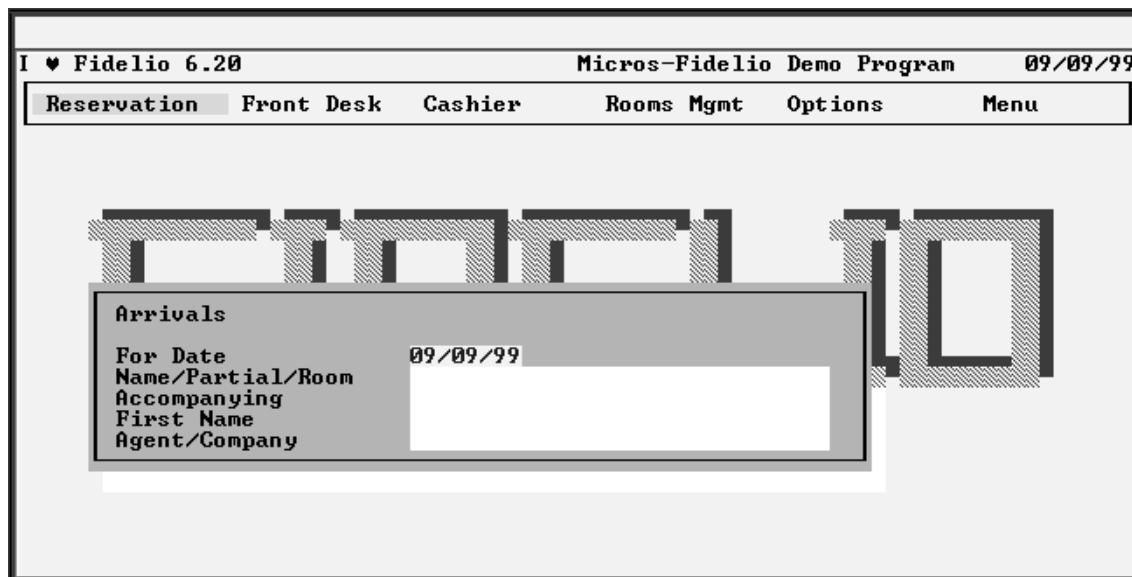 I ♥ Fidelio 6.20 Micros-Fidelio Demo Program 09/09/99
Reservation Front Desk Cashier Rooms Mgmt Options Menu
Arrivals
For Date 09/09/99
Name/Partial/Room
Accompanying
First Name
Agent/Company